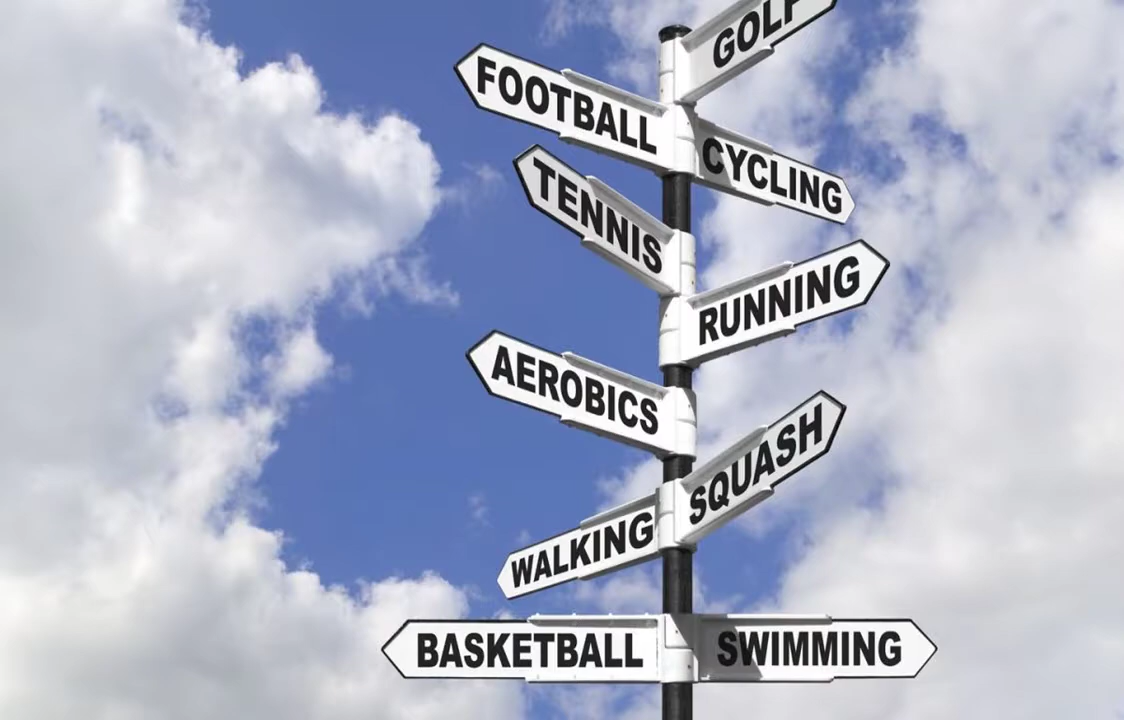 GOLF
FOOTBALL
CYCLING
TENNIS
RUNNING
AEROBICS
SQUASH
WALKING
BASKETBALL
SWIMMING